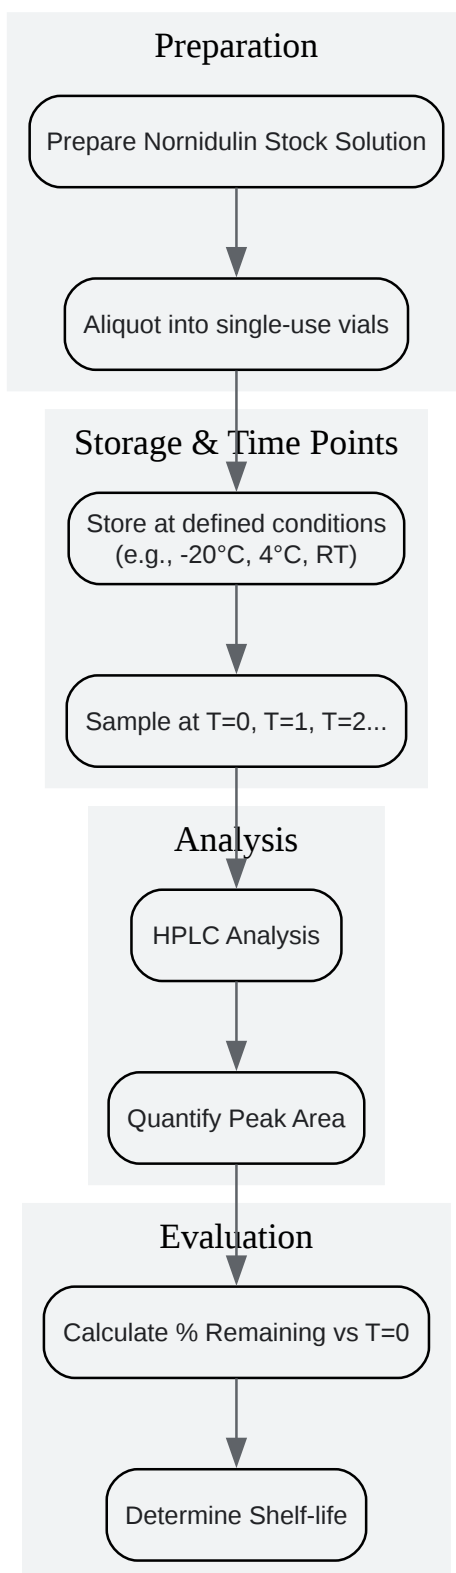 Preparation
Prepare Nornidulin Stock Solution
Aliquot into single-use vials
Storage & Time Points
Store at defined conditions
(e.g., -20°C, 4°C, RT)
Sample at T=0, T=1, T=2...
Analysis
HPLC Analysis
Quantify Peak Area
Evaluation
Calculate % Remaining vs T=0
Determine Shelf-life